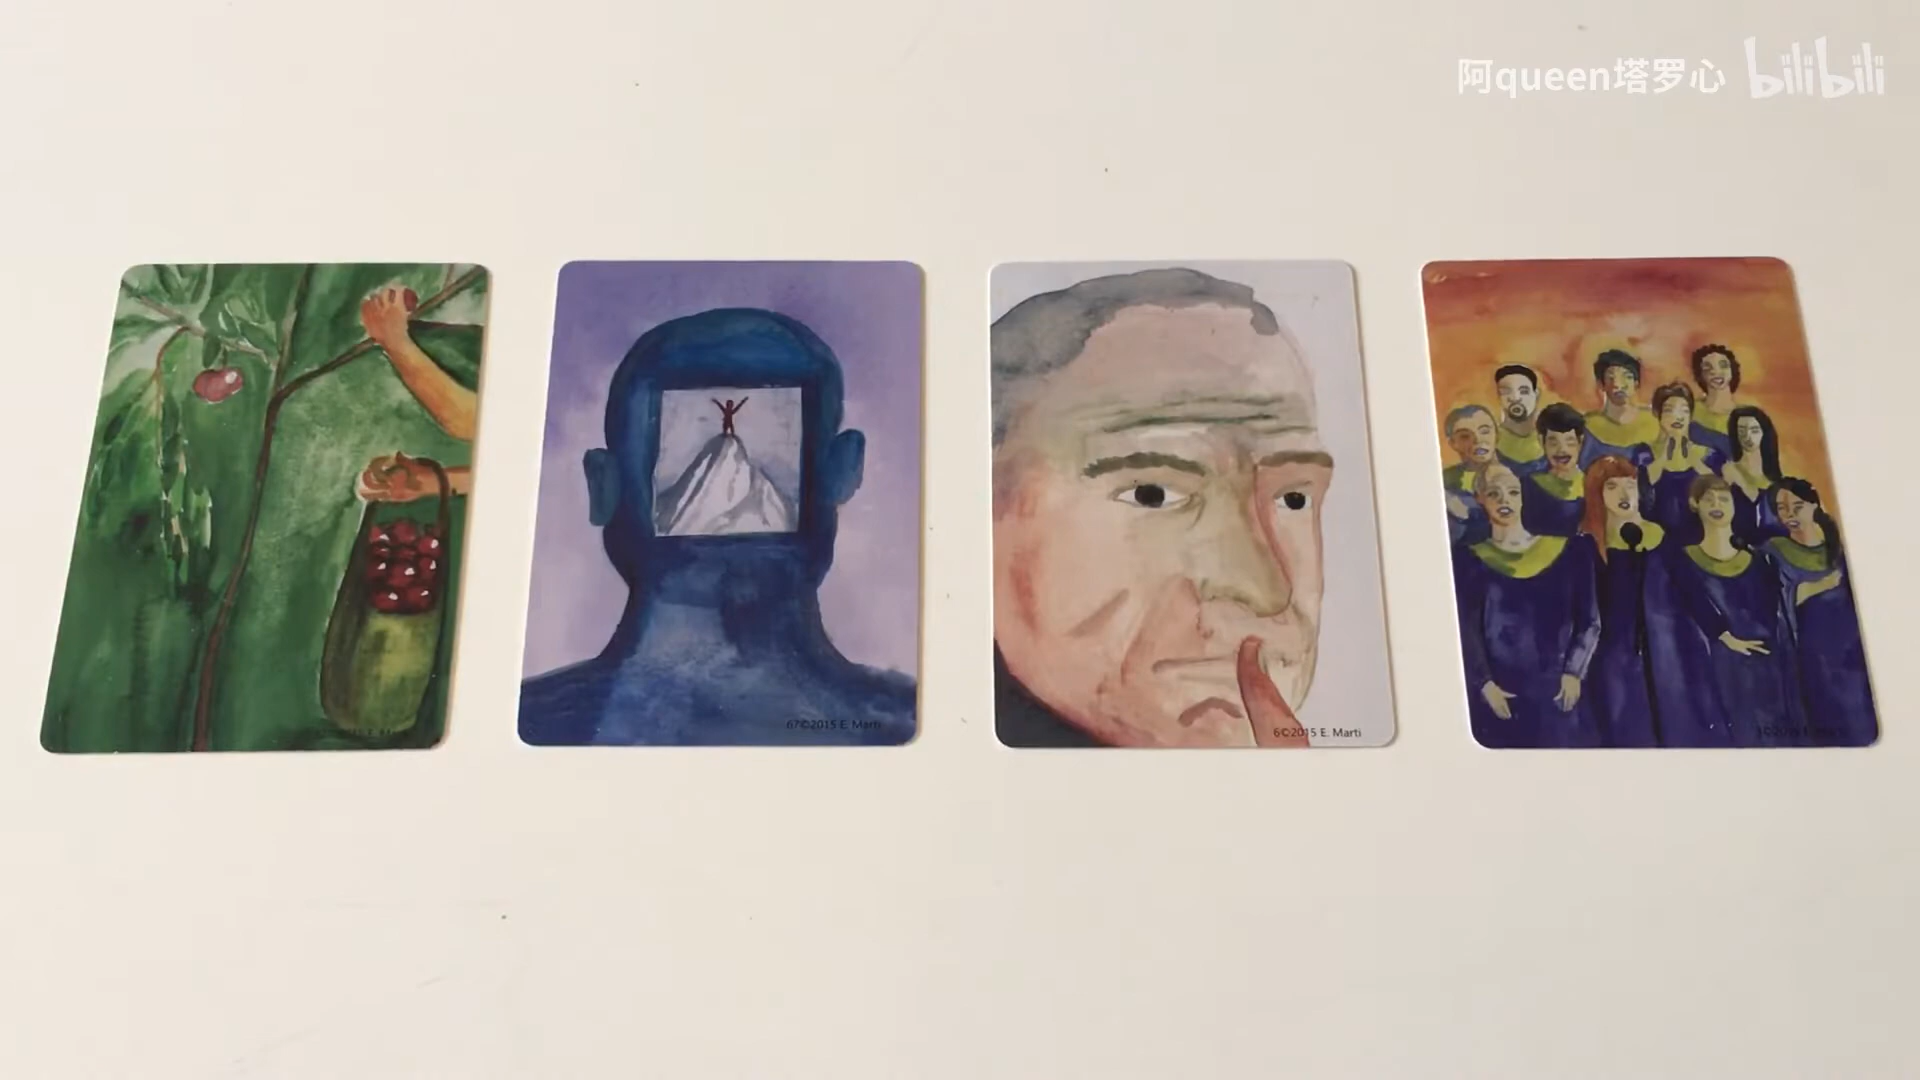 阿queen塔罗心 bilibili
67©2015 E. Marti
6©2015 E. Marti